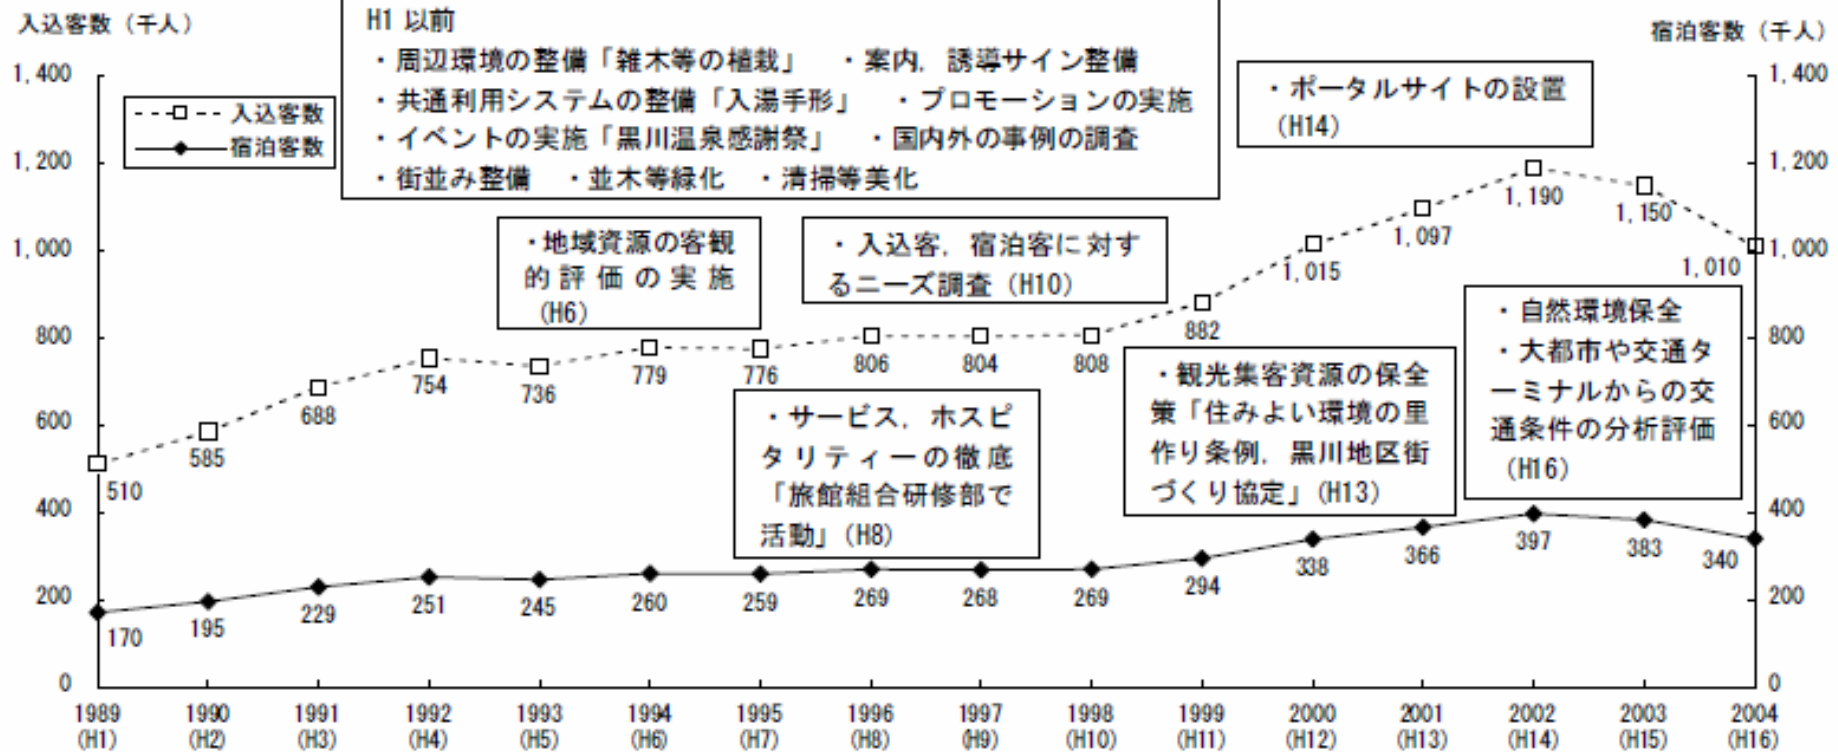 入込客数（千人）
宿泊客数（千人）
H1 以前
・周辺環境の整備「雑木等の植栽」　・案内，誘導サイン整備
・共通利用システムの整備「入湯手形」　・プロモーションの実施
・イベントの実施「黒川温泉感謝祭」　・国内外の事例の調査
・街並み整備　・並木等緑化　・清掃等美化
入込客数
宿泊客数
・ポータルサイトの設置
（H14）
・地域資源の客観
的評価の実施
（H6）
・入込客，宿泊客に対す
るニーズ調査（H10）
・サービス，ホスピ
タリティーの徹底
「旅館組合研修部で
活動」（H8）
・観光集客資源の保全
策「住みよい環境の里
作り条例，黒川地区街
づくり協定」（H13）
・自然環境保全
・大都市や交通タ
ーミナルからの交
通条件の分析評価
（H16）
1,400
1,200
1,000
800
600
400
200
0
1,400
1,200
1,000
800
600
400
200
0
510 585 688 754 736 779 776 806 804 808 882 1,015 1,097 1,190 1,150 1,010
170 195 229 251 245 260 259 269 268 269 294 338 366 397 383 340
1989 1990 1991 1992 1993 1994 1995 1996 1997 1998 1999 2000 2001 2002 2003 2004
(H1) (H2) (H3) (H4) (H5) (H6) (H7) (H8) (H9) (H10) (H11) (H12) (H13) (H14) (H15) (H16)